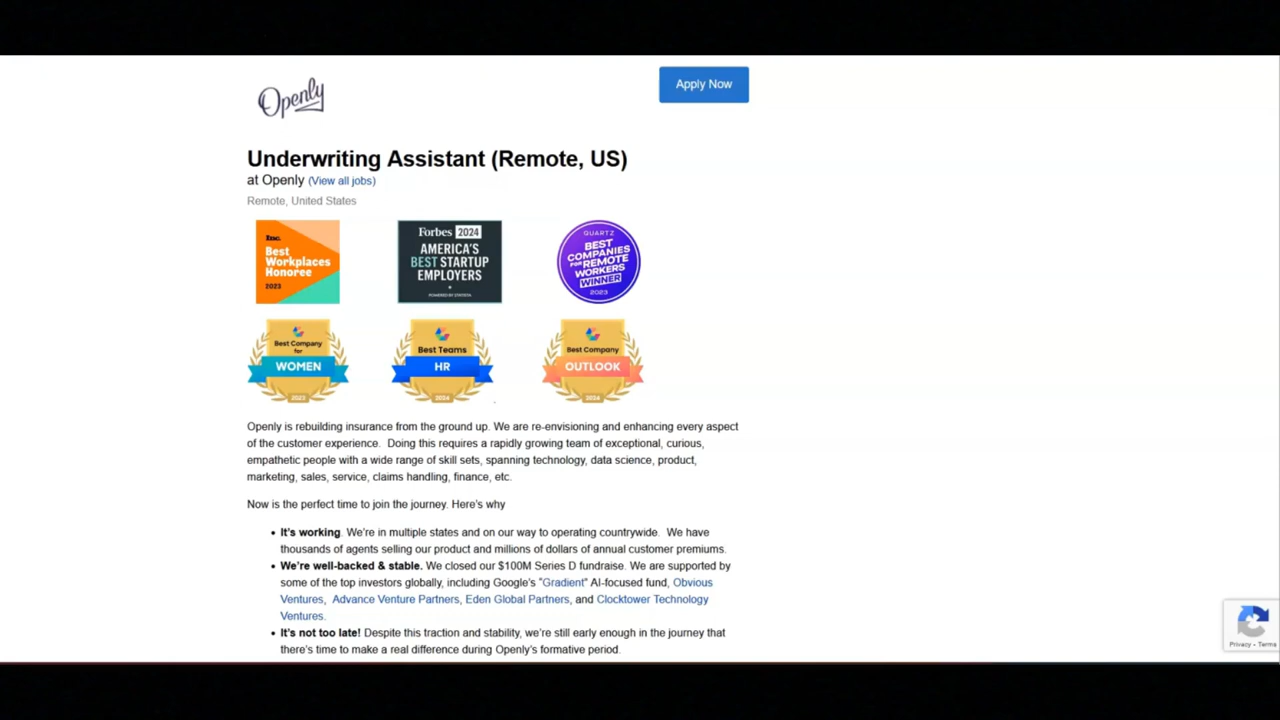 Openly
Apply Now
Underwriting Assistant (Remote, US)
at Openly (View all jobs)
Remote, United States
Inc.
Best
Workplaces
Honoree
2023
Forbes 2024
AMERICA'S
BEST STARTUP
EMPLOYERS
POWERED BY STATISTA
QUARTZ
BEST
COMPANIES
FOR REMOTE
WORKERS
WINNER
2023
Best Company
for
WOMEN
2023
Best Teams
HR
2024
Best Company
OUTLOOK
2024
Openly is rebuilding insurance from the ground up. We are re-envisioning and enhancing every aspect
of the customer experience.  Doing this requires a rapidly growing team of exceptional, curious,
empathetic people with a wide range of skill sets, spanning technology, data science, product,
marketing, sales, service, claims handling, finance, etc.
Now is the perfect time to join the journey. Here's why
• It's working. We're in multiple states and on our way to operating countrywide.  We have
thousands of agents selling our product and millions of dollars of annual customer premiums.
• We're well-backed & stable. We closed our $100M Series D fundraise. We are supported by
some of the top investors globally, including Google's "Gradient" AI-focused fund, Obvious
Ventures,  Advance Venture Partners, Eden Global Partners, and Clocktower Technology
Ventures.
• It's not too late! Despite this traction and stability, we're still early enough in the journey that
there's time to make a real difference during Openly's formative period.
Privacy - Terms